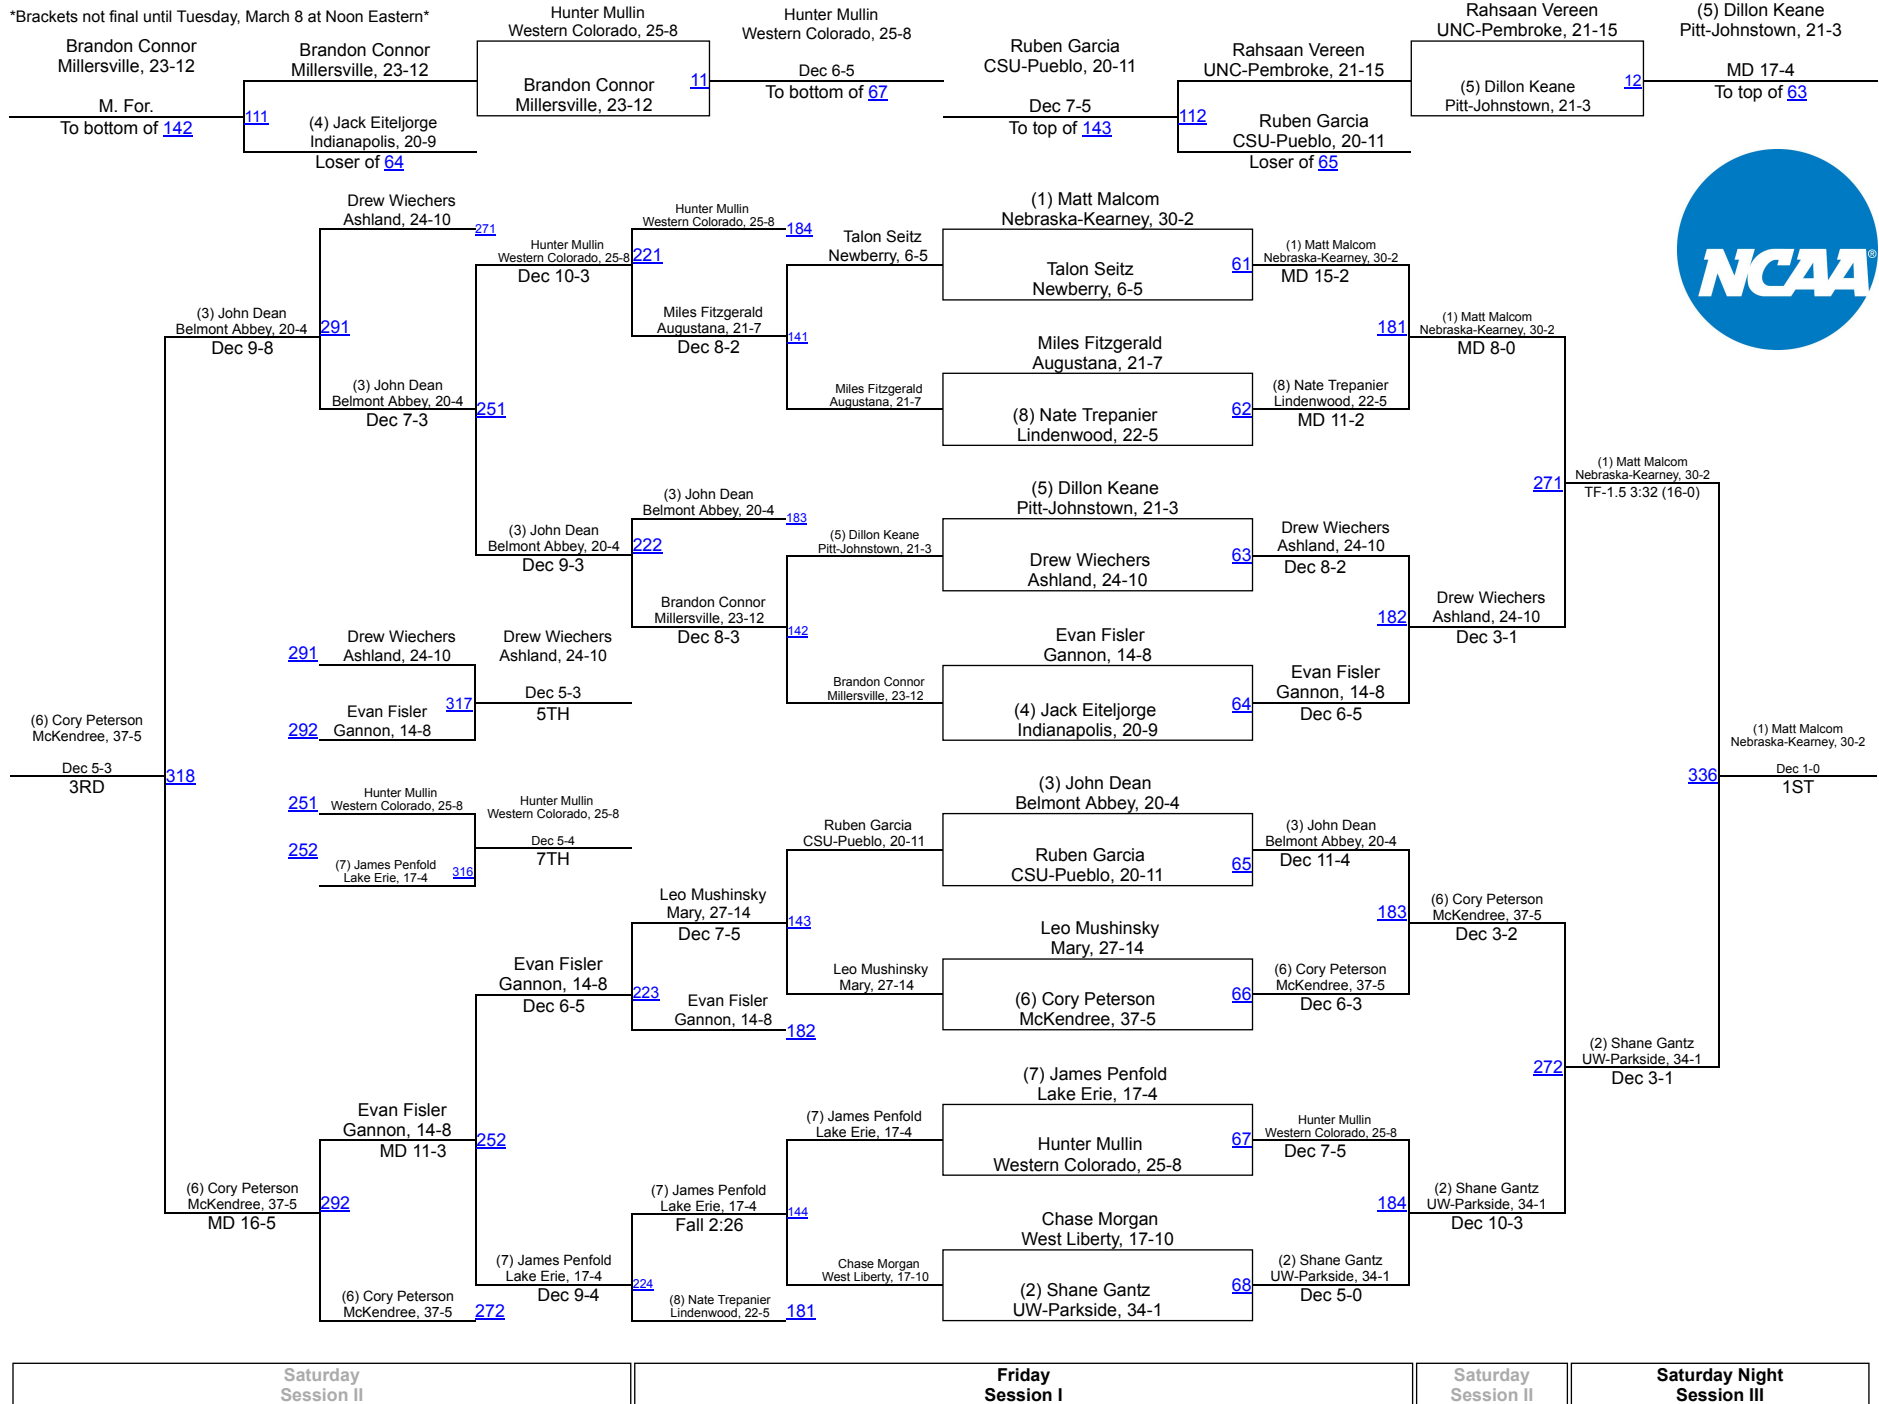 *Brackets not final until Tuesday, March 8 at Noon Eastern*
Brandon Connor
Millersville, 23-12
M. For.
To bottom of 142
Brandon Connor
Millersville, 23-12
111
(4) Jack Eiteljorge
Indianapolis, 20-9
Loser of 64
Hunter Mullin
Western Colorado, 25-8
Brandon Connor
Millersville, 23-12
11
Hunter Mullin
Western Colorado, 25-8
Dec 6-5
To bottom of 67
Ruben Garcia
CSU-Pueblo, 20-11
Dec 7-5
To top of 143
Rahsaan Vereen
UNC-Pembroke, 21-15
112
Ruben Garcia
CSU-Pueblo, 20-11
Loser of 65
Rahsaan Vereen
UNC-Pembroke, 21-15
(5) Dillon Keane
Pitt-Johnstown, 21-3
12
(5) Dillon Keane
Pitt-Johnstown, 21-3
MD 17-4
To top of 63
NCAA®
(1) Matt Malcom
Nebraska-Kearney, 30-2
Talon Seitz
Newberry, 6-5
61
Miles Fitzgerald
Augustana, 21-7
(8) Nate Trepanier
Lindenwood, 22-5
62
(5) Dillon Keane
Pitt-Johnstown, 21-3
Drew Wiechers
Ashland, 24-10
63
Evan Fisler
Gannon, 14-8
(4) Jack Eiteljorge
Indianapolis, 20-9
64
(3) John Dean
Belmont Abbey, 20-4
Ruben Garcia
CSU-Pueblo, 20-11
65
Leo Mushinsky
Mary, 27-14
(6) Cory Peterson
McKendree, 37-5
66
(7) James Penfold
Lake Erie, 17-4
Hunter Mullin
Western Colorado, 25-8
67
Chase Morgan
West Liberty, 17-10
(2) Shane Gantz
UW-Parkside, 34-1
68
(1) Matt Malcom
Nebraska-Kearney, 30-2
MD 15-2
181
(8) Nate Trepanier
Lindenwood, 22-5
MD 11-2
Drew Wiechers
Ashland, 24-10
Dec 8-2
182
Evan Fisler
Gannon, 14-8
Dec 6-5
(3) John Dean
Belmont Abbey, 20-4
Dec 11-4
183
(6) Cory Peterson
McKendree, 37-5
Dec 6-3
Hunter Mullin
Western Colorado, 25-8
Dec 7-5
184
(2) Shane Gantz
UW-Parkside, 34-1
Dec 5-0
(1) Matt Malcom
Nebraska-Kearney, 30-2
MD 8-0
271
Drew Wiechers
Ashland, 24-10
Dec 3-1
(6) Cory Peterson
McKendree, 37-5
Dec 3-2
272
(2) Shane Gantz
UW-Parkside, 34-1
Dec 10-3
(1) Matt Malcom
Nebraska-Kearney, 30-2
TF-1.5 3:32 (16-0)
336
(2) Shane Gantz
UW-Parkside, 34-1
Dec 3-1
(1) Matt Malcom
Nebraska-Kearney, 30-2
Dec 1-0
1ST
Talon Seitz
Newberry, 6-5
141
Miles Fitzgerald
Augustana, 21-7
(5) Dillon Keane
Pitt-Johnstown, 21-3
142
Brandon Connor
Millersville, 23-12
Ruben Garcia
CSU-Pueblo, 20-11
143
Leo Mushinsky
Mary, 27-14
(7) James Penfold
Lake Erie, 17-4
144
Chase Morgan
West Liberty, 17-10
Hunter Mullin
Western Colorado, 25-8
184
221
Miles Fitzgerald
Augustana, 21-7
Dec 8-2
(3) John Dean
Belmont Abbey, 20-4
183
222
Brandon Connor
Millersville, 23-12
Dec 8-3
Leo Mushinsky
Mary, 27-14
Dec 7-5
223
Evan Fisler
Gannon, 14-8
182
(7) James Penfold
Lake Erie, 17-4
Fall 2:26
224
(8) Nate Trepanier
Lindenwood, 22-5
181
Hunter Mullin
Western Colorado, 25-8
Dec 10-3
251
(3) John Dean
Belmont Abbey, 20-4
Dec 9-3
Evan Fisler
Gannon, 14-8
Dec 6-5
252
(7) James Penfold
Lake Erie, 17-4
Dec 9-4
Drew Wiechers
Ashland, 24-10
271
291
(3) John Dean
Belmont Abbey, 20-4
Dec 7-3
Evan Fisler
Gannon, 14-8
MD 11-3
292
(6) Cory Peterson
McKendree, 37-5
272
(3) John Dean
Belmont Abbey, 20-4
Dec 9-8
318
(6) Cory Peterson
McKendree, 37-5
MD 16-5
(6) Cory Peterson
McKendree, 37-5
Dec 5-3
3RD
291
Drew Wiechers
Ashland, 24-10
317
292
Evan Fisler
Gannon, 14-8
Drew Wiechers
Ashland, 24-10
Dec 5-3
5TH
251
Hunter Mullin
Western Colorado, 25-8
252
(7) James Penfold
Lake Erie, 17-4
316
Hunter Mullin
Western Colorado, 25-8
Dec 5-4
7TH
Saturday
Session II
Friday
Session I
Saturday
Session II
Saturday Night
Session III